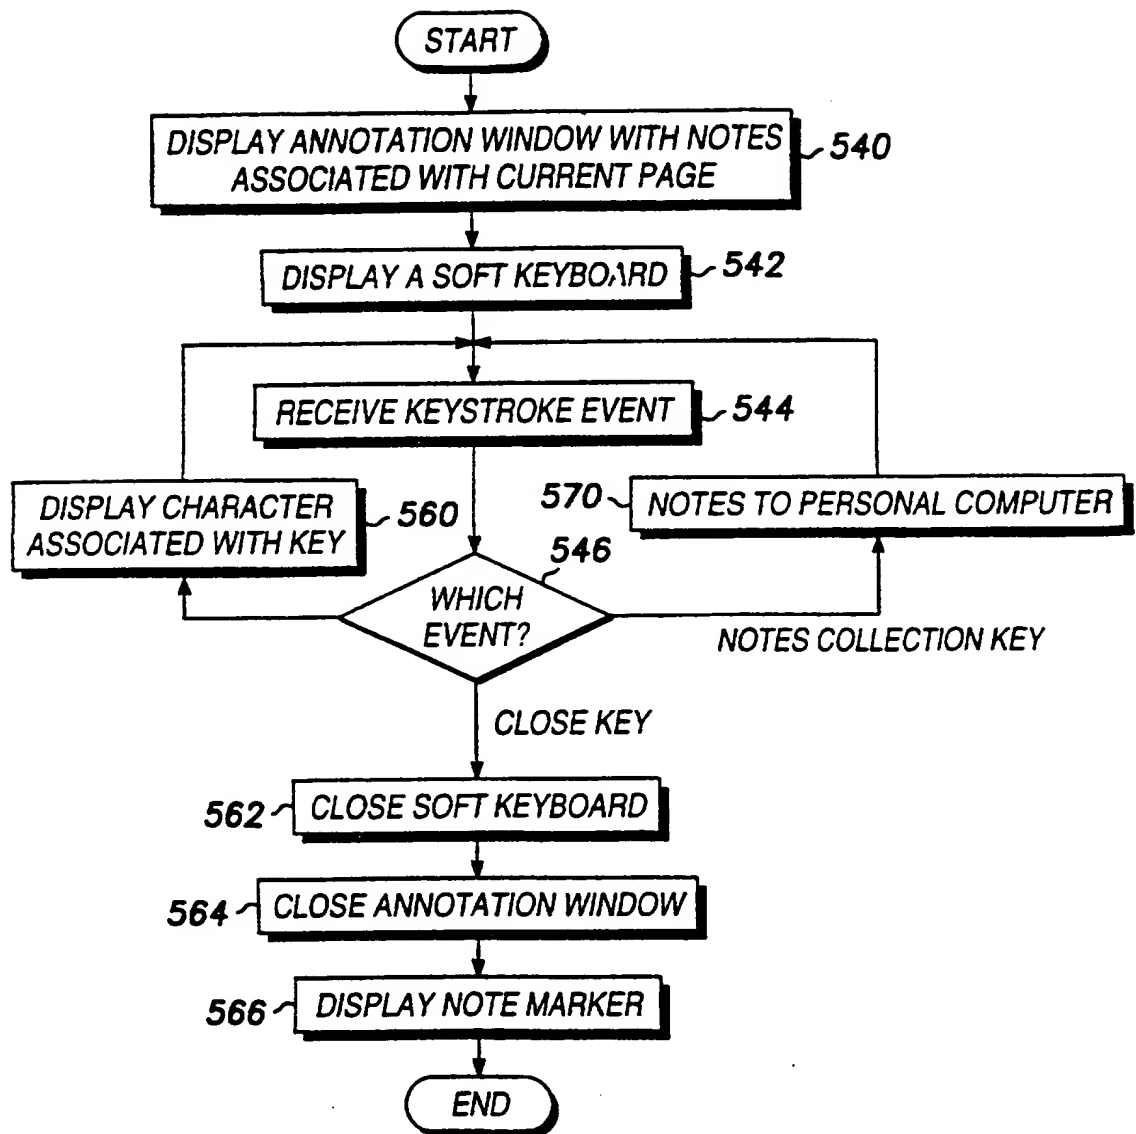 START
DISPLAY ANNOTATION WINDOW WITH NOTES
ASSOCIATED WITH CURRENT PAGE
540
DISPLAY A SOFT KEYBOARD
542
RECEIVE KEYSTROKE EVENT
544
DISPLAY CHARACTER
ASSOCIATED WITH KEY
560
570
NOTES TO PERSONAL COMPUTER
546
WHICH
EVENT?
NOTES COLLECTION KEY
CLOSE KEY
562
CLOSE SOFT KEYBOARD
564
CLOSE ANNOTATION WINDOW
566
DISPLAY NOTE MARKER
END